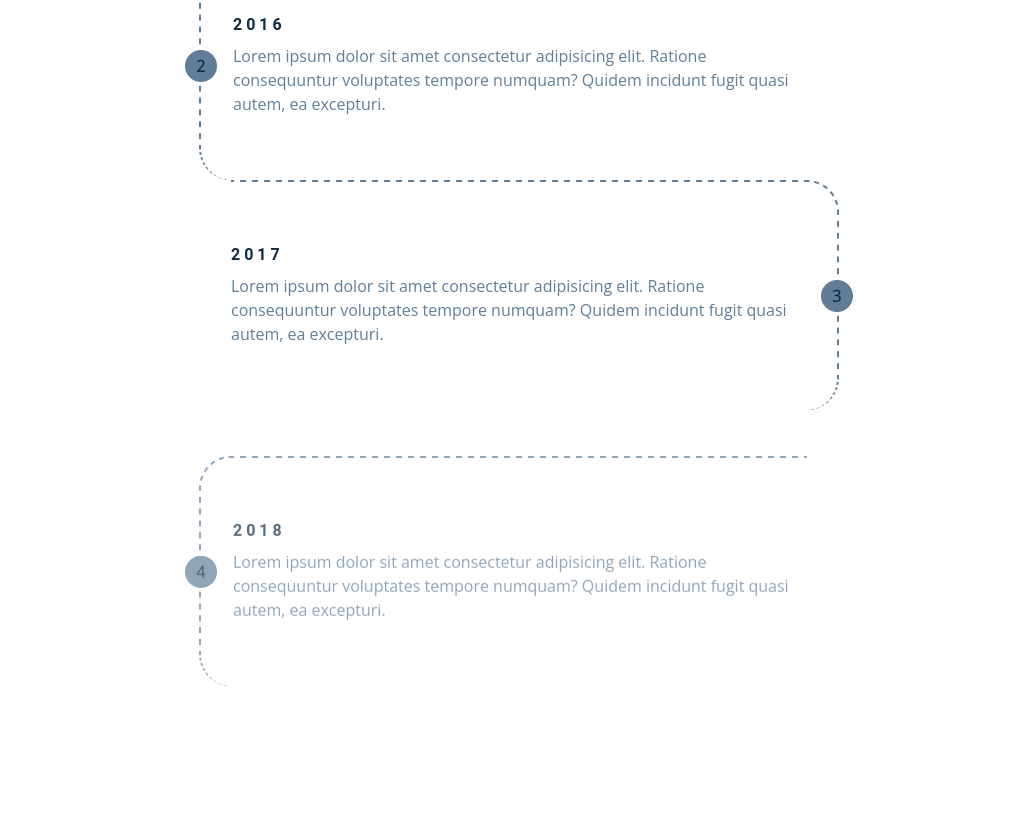 2016
2
Lorem ipsum dolor sit amet consectetur adipisicing elit. Ratione
consequuntur voluptates tempore numquam? Quidem incidunt fugit quasi
autem, ea excepturi.
2017
Lorem ipsum dolor sit amet consectetur adipisicing elit. Ratione
consequuntur voluptates tempore numquam? Quidem incidunt fugit quasi
autem, ea excepturi.
3
2018
4
Lorem ipsum dolor sit amet consectetur adipisicing elit. Ratione
consequuntur voluptates tempore numquam? Quidem incidunt fugit quasi
autem, ea excepturi.